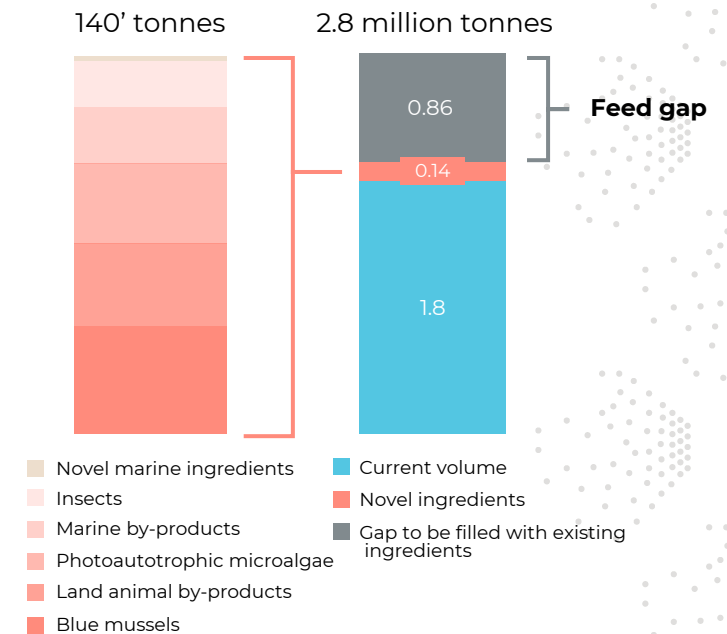 140’ tonnes
2.8 million tonnes
0.86
Feed gap
0.14
1.8
Novel marine ingredients
Insects
Marine by-products
Photoautotrophic microalgae
Land animal by-products
Blue mussels
Current volume
Novel ingredients
Gap to be filled with existing
ingredients